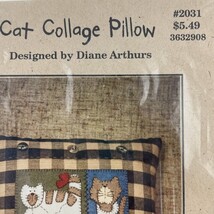 Cat Collage Pillow
Designed by Diane Arthurs
#2031
$5.49
3632908